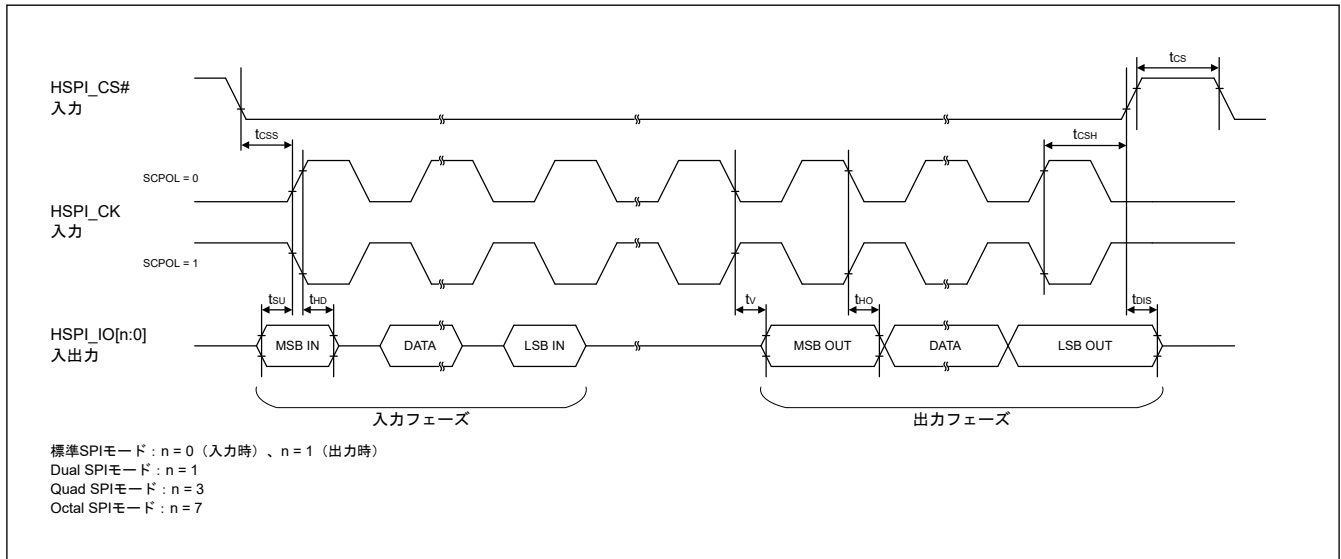 HSPI_CS#
入力
tCS
tCSS
tCSH
SCPOL = 0
HSPI_CK
入力
SCPOL = 1
tSU
tHD
tV
tHO
tDIS
HSPI_IO[n:0]
入出力
MSB IN
DATA
LSB IN
MSB OUT
DATA
LSB OUT
入力フェーズ
出力フェーズ
標準SPIモード：n = 0（入力時）、n = 1（出力時）
Dual SPIモード：n = 1
Quad SPIモード：n = 3
Octal SPIモード：n = 7